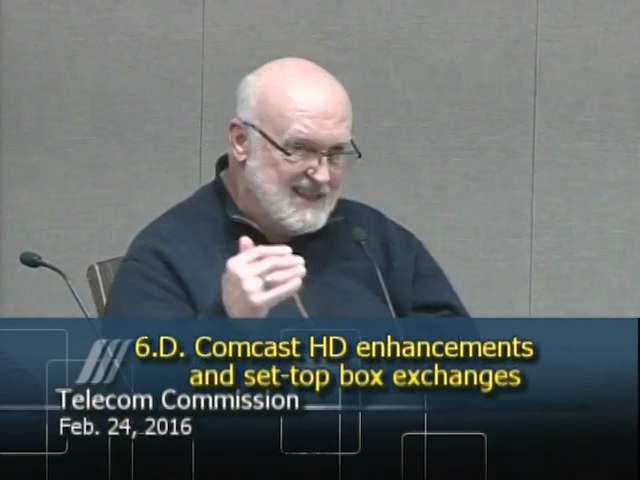 6.D. Comcast HD enhancements
and set-top box exchanges
Telecom Commission
Feb. 24, 2016